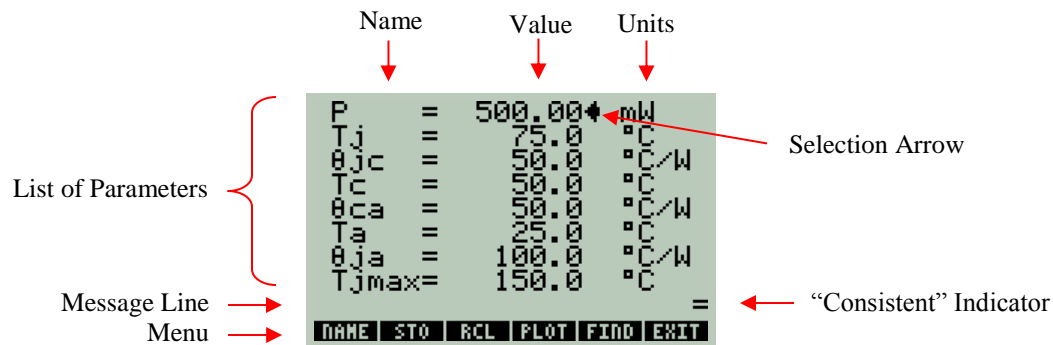 Name Value Units
P = 500.00 mW
Tj = 75.0 °C
θjc = 50.0 °C/W
Selection Arrow
Tc = 50.0 °C
List of Parameters
θca = 50.0 °C/W
Ta = 25.0 °C
θja = 100.0 °C/W
Tjmax= 150.0 °C
Message Line = “Consistent” Indicator
Menu NAME STO RCL PLOT FIND EXIT